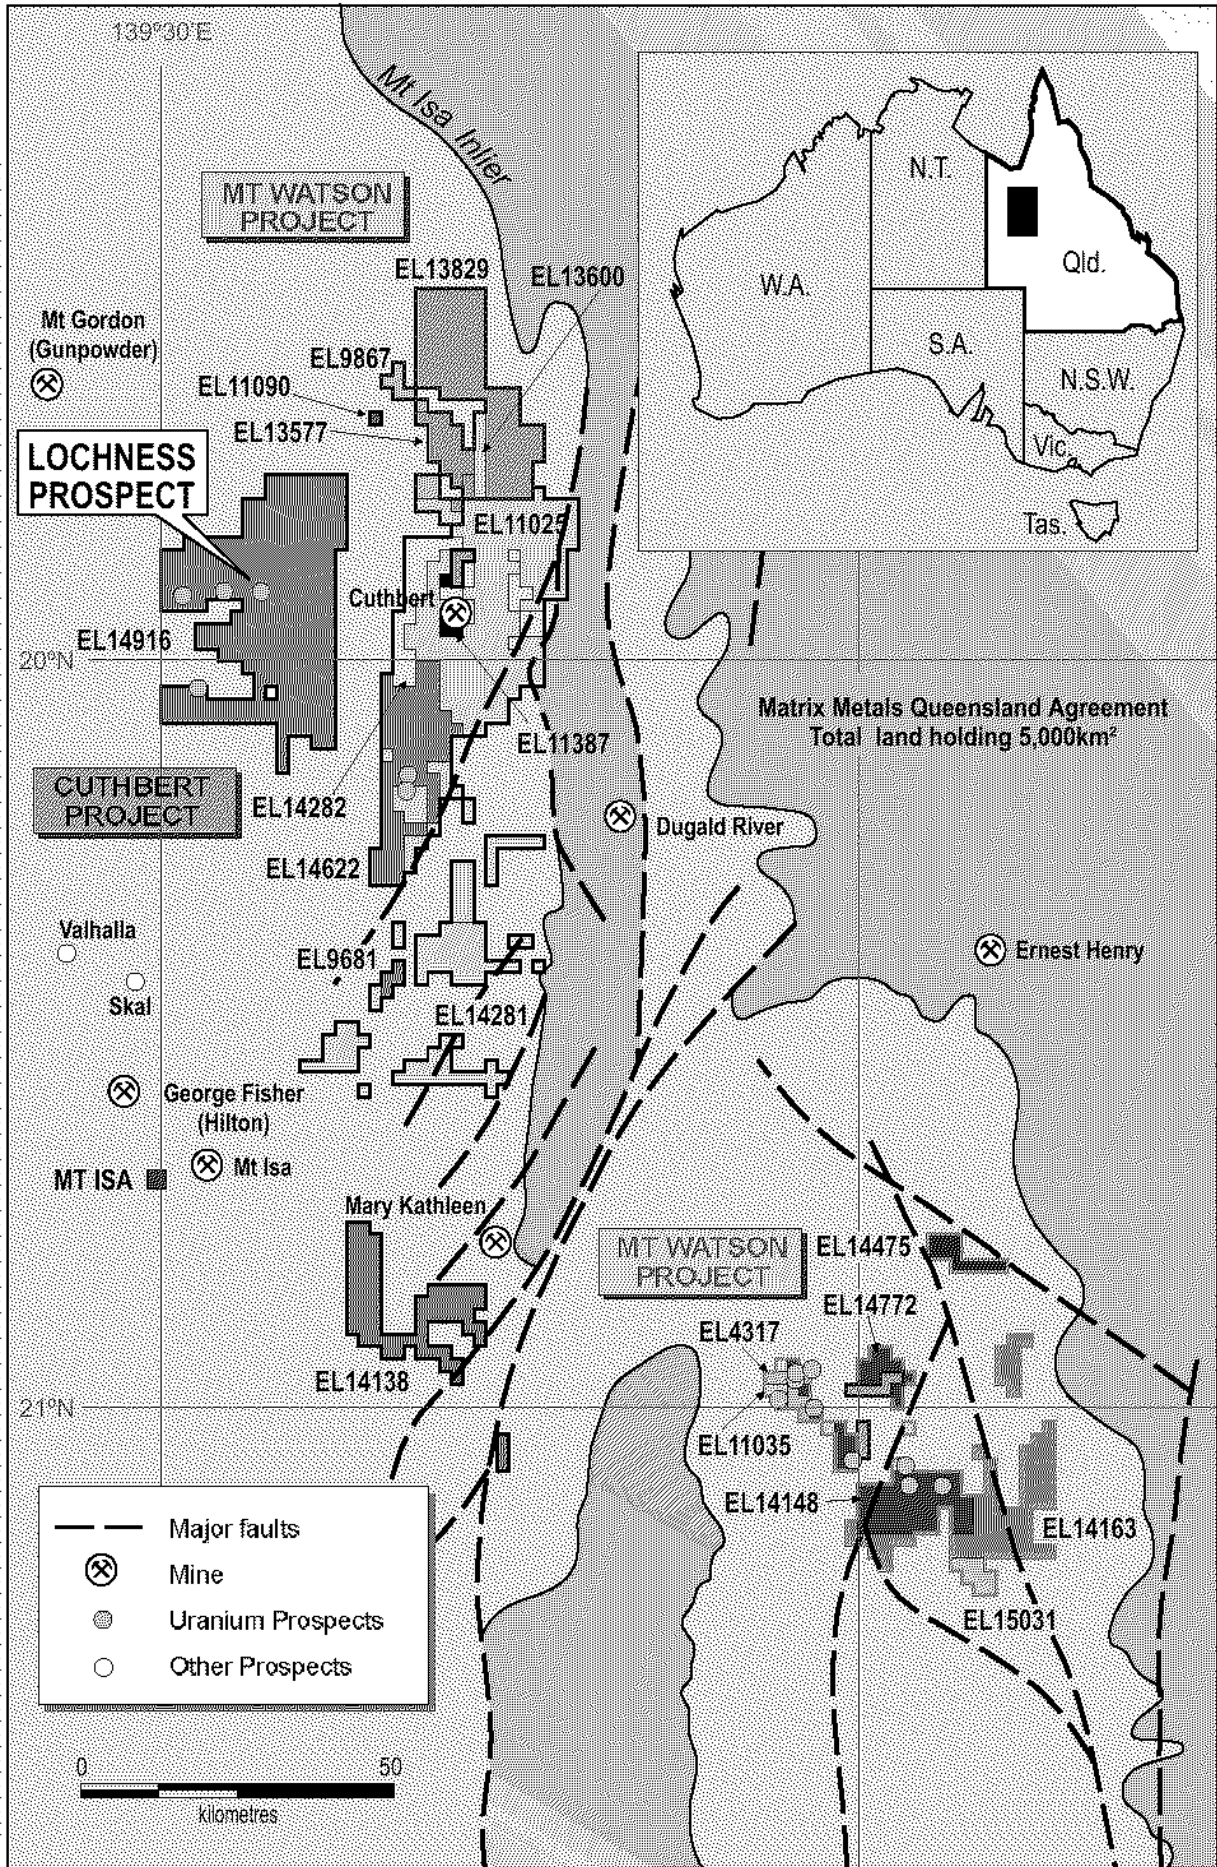 139°30'E
Mt Isa Inlier
MT WATSON
PROJECT
EL13829
EL13600
N.T.
Qld.
W.A.
S.A.
N.S.W.
Vic.
Tas.
Mt Gordon
(Gunpowder)
EL9867
EL11090
EL13577
LOCHNESS
PROSPECT
EL11025
Cuthbert
EL14916
20°N
Matrix Metals Queensland Agreement
Total land holding 5,000km²
EL11387
CUTHBERT
PROJECT
EL14282
Dugald River
EL14622
Valhalla
EL9681
Ernest Henry
Skal
EL14281
George Fisher
(Hilton)
Mt Isa
MT ISA
Mary Kathleen
MT WATSON
PROJECT
EL14475
EL14772
EL4317
EL14138
21°N
EL11035
EL14148
EL14163
EL15031
Major faults
Mine
Uranium Prospects
Other Prospects
0 50
kilometres